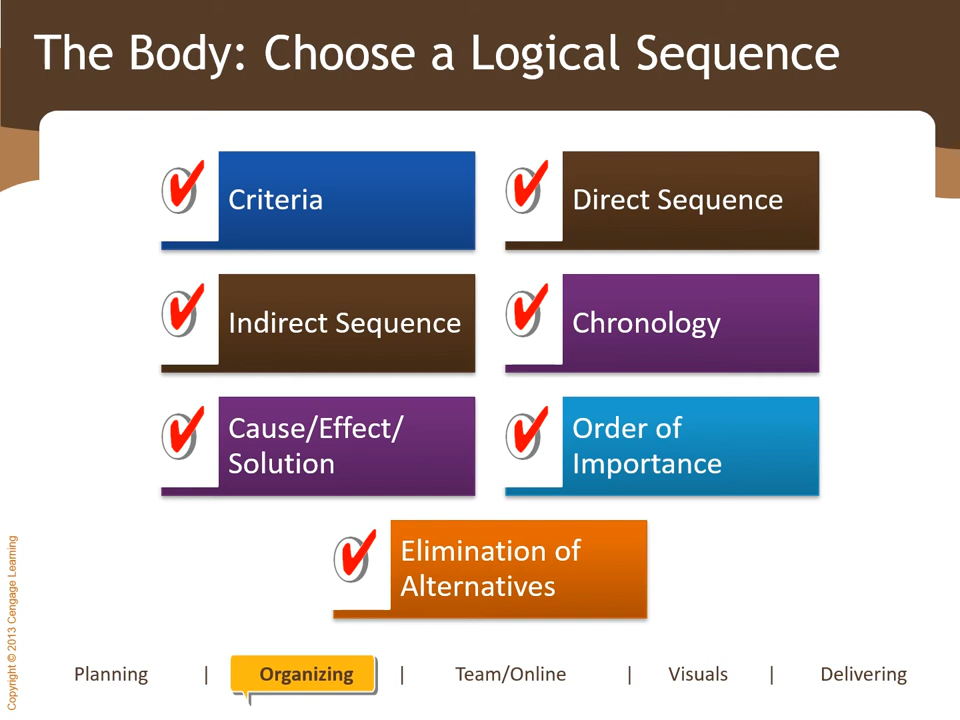 The Body: Choose a Logical Sequence
Criteria
Direct Sequence
Indirect Sequence
Chronology
Cause/Effect/
Solution
Order of
Importance
Elimination of
Alternatives
Copyright © 2013 Cengage Learning
Planning | Organizing | Team/Online | Visuals | Delivering